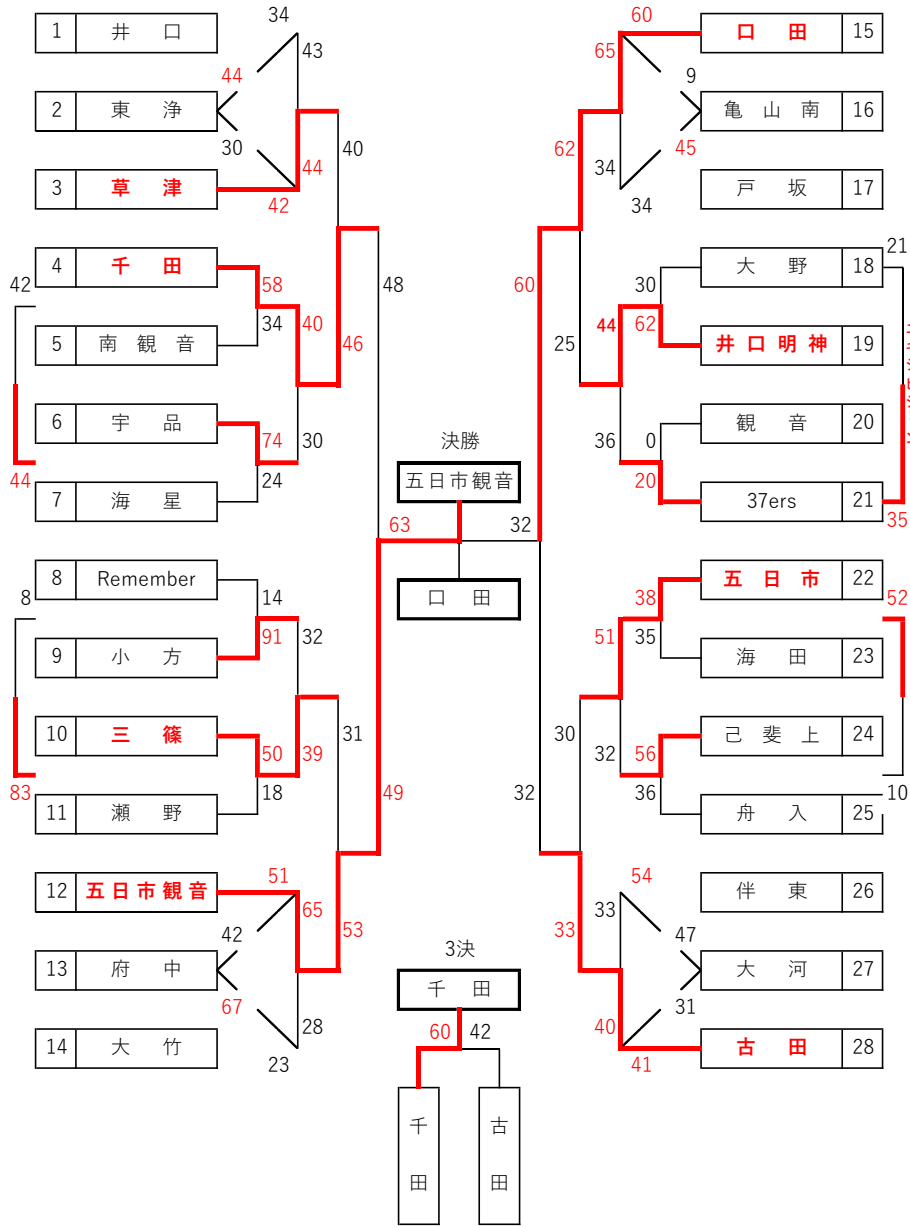 34
60
1 井口
口田 15
43
65
44
9
2 東浄
亀山南 16
30
40
62
45
44
34
3 草津
戸坂 17
42
34
4 千田
大野 18
21
42
58
48
60
30
34
40
44
62
5 南観音
46
25
井口明神 19
6 宇品
観音 20
74
30
決勝
36
0
44
24
五日市観音
20
7 海星
37ers 21
63
32
35
8 Remember
口田
五日市 22
8
14
38
52
91
32
51
35
9 小方
海田 23
10 三篠
己斐上 24
50
39
31
30
32
56
83
18
49
32
36
10
11 瀬野
舟入 25
51
54
12 五日市観音
伴東 26
65
33
42
53
33
47
3決
13 府中
大河 27
千田
67
31
28
60
42
40
14 大竹
古田 28
23
41
千田
古田